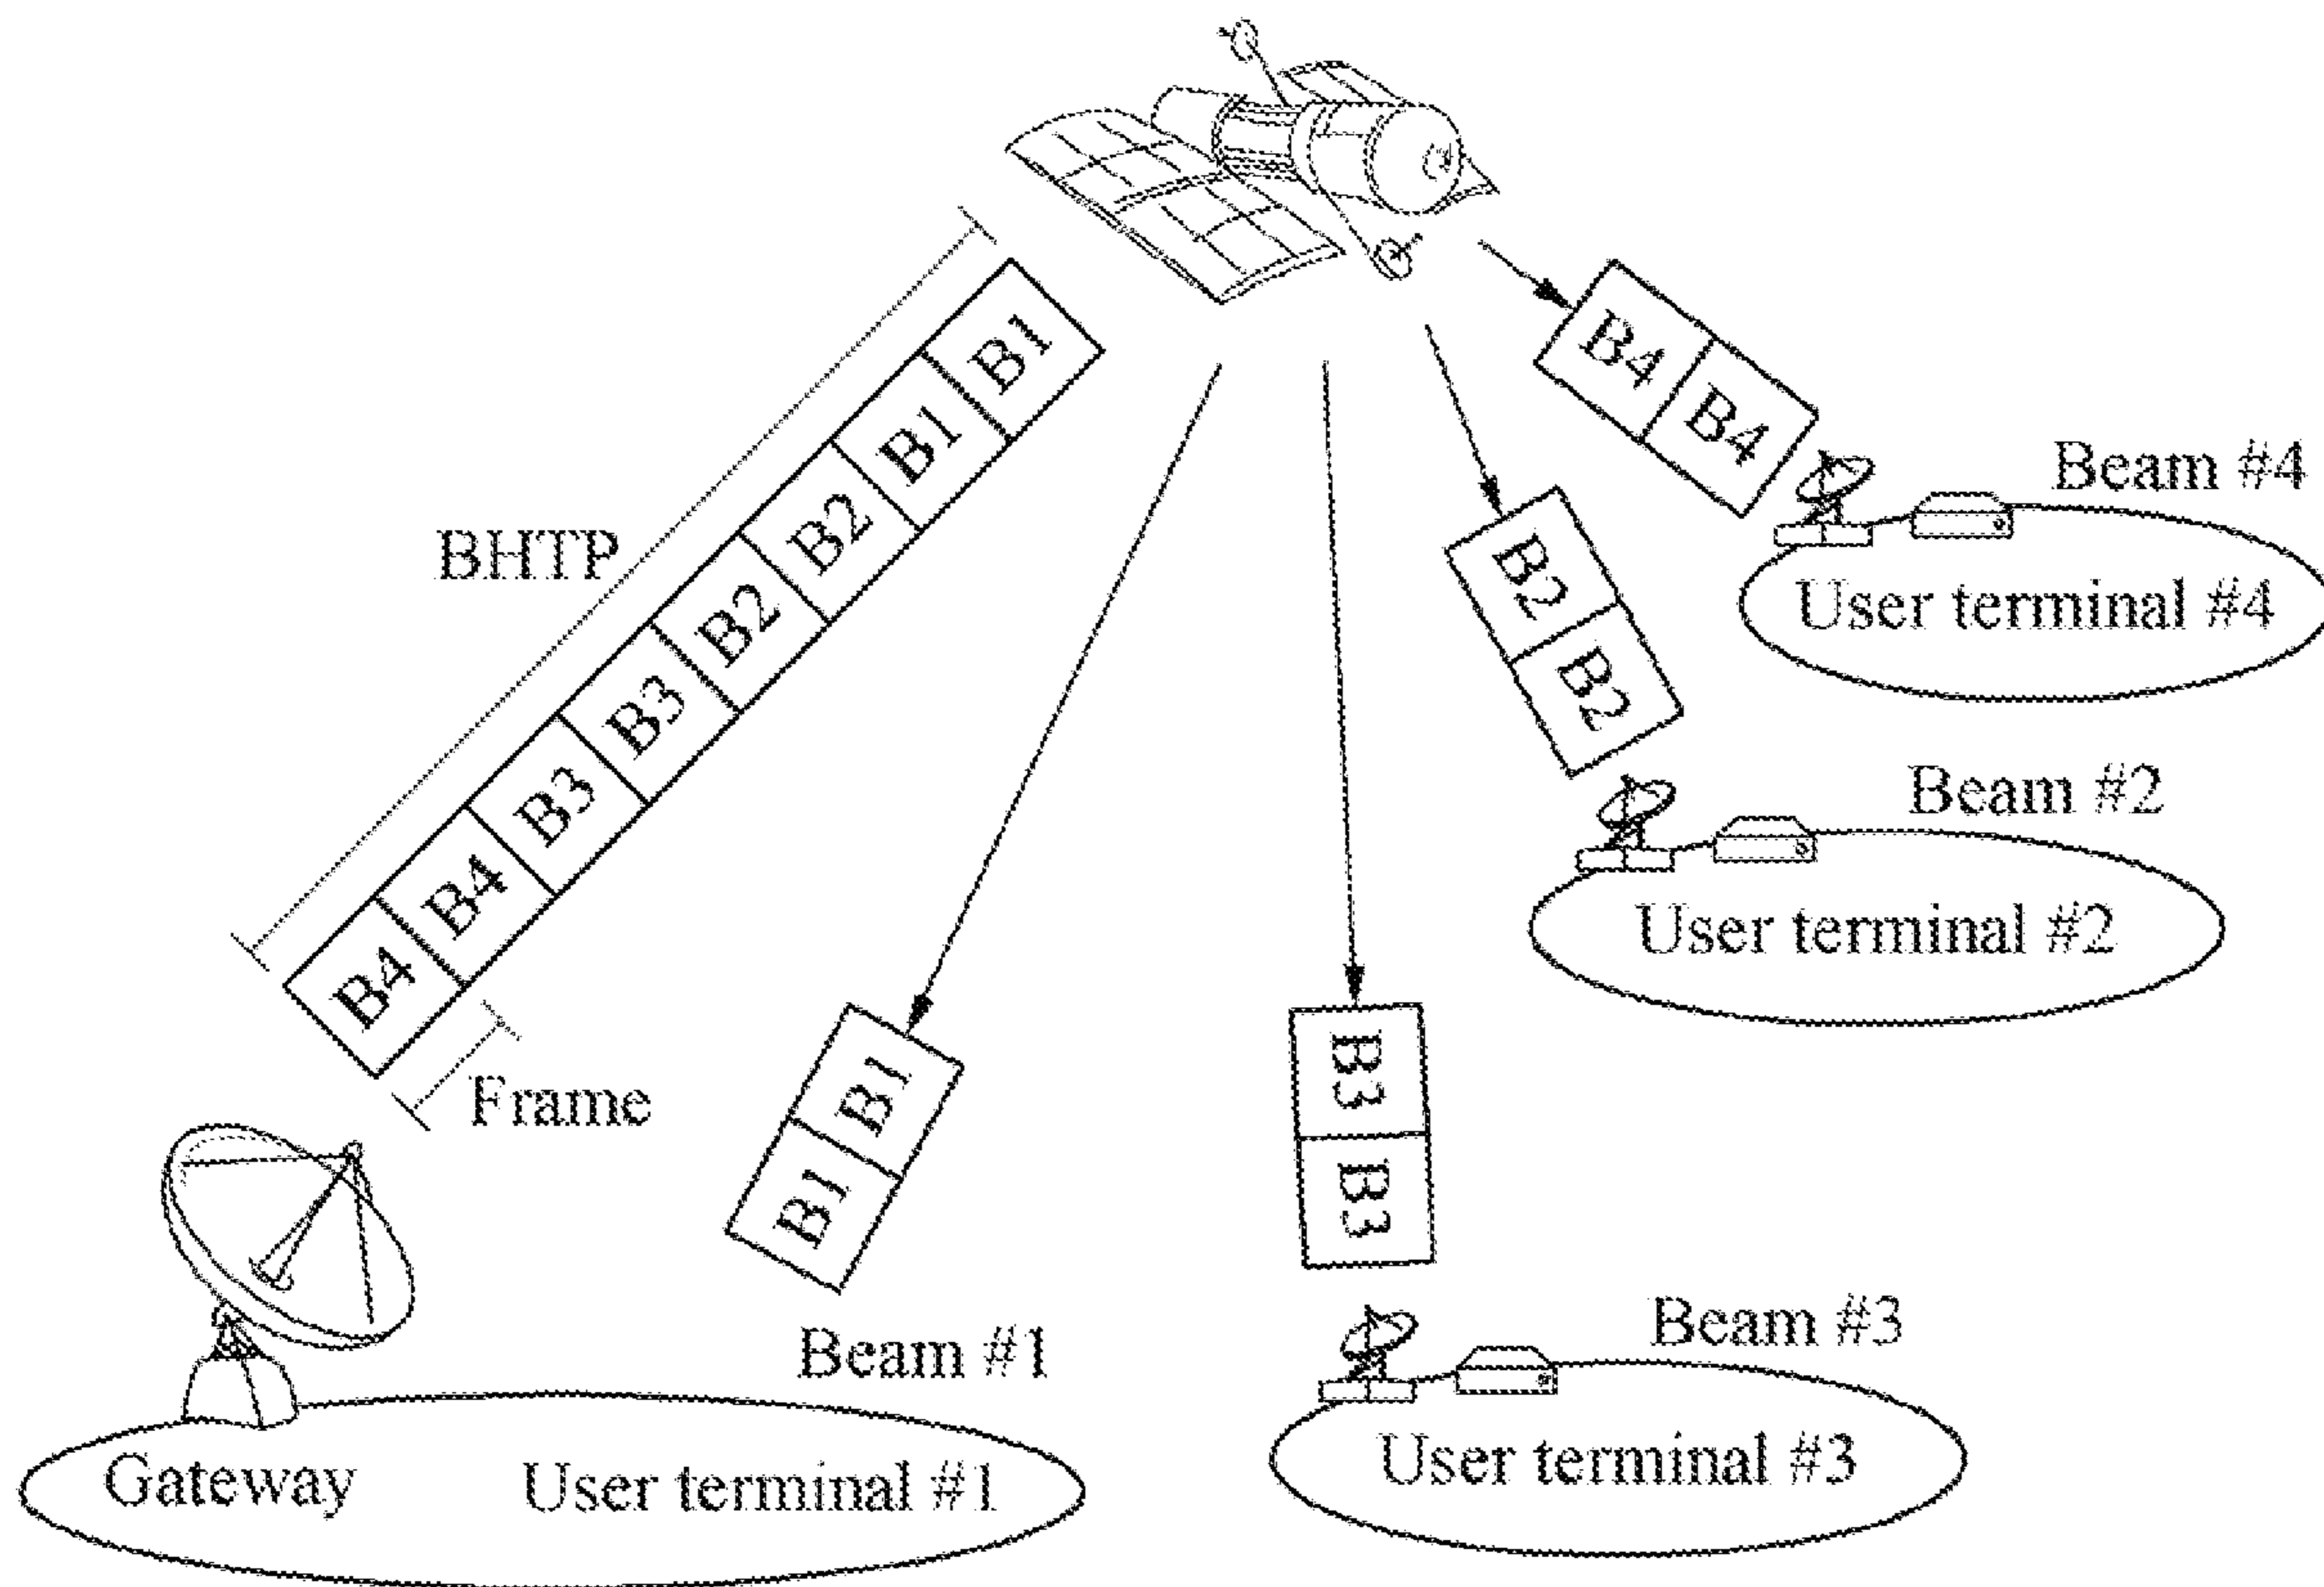 B1
B1
B2
B2
B3
B3
B4
B4
BHTP
Frame
B4
B4
Beam #4
User terminal #4
B2
B2
Beam #2
User terminal #2
B1
B1
Beam #1
Gateway
User terminal #1
B3
B3
Beam #3
User terminal #3